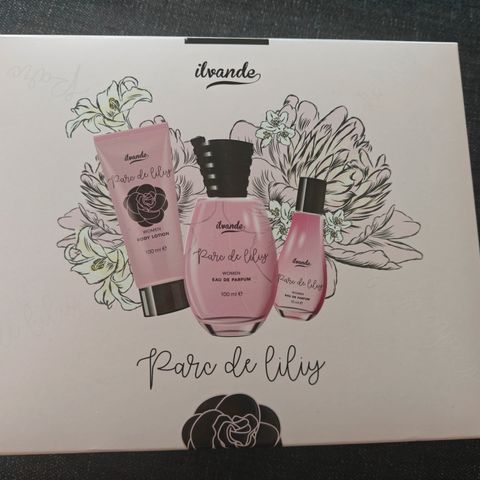 ilvande
ilvande
Parc de liliy
WOMEN
BODY LOTION
100 ml e
ilvande
Parc de liliy
WOMEN
EAU DE PARFUM
100 ml e
ilvande
Parc de liliy
WOMEN
EAU DE PARFUM
Parc de liliy